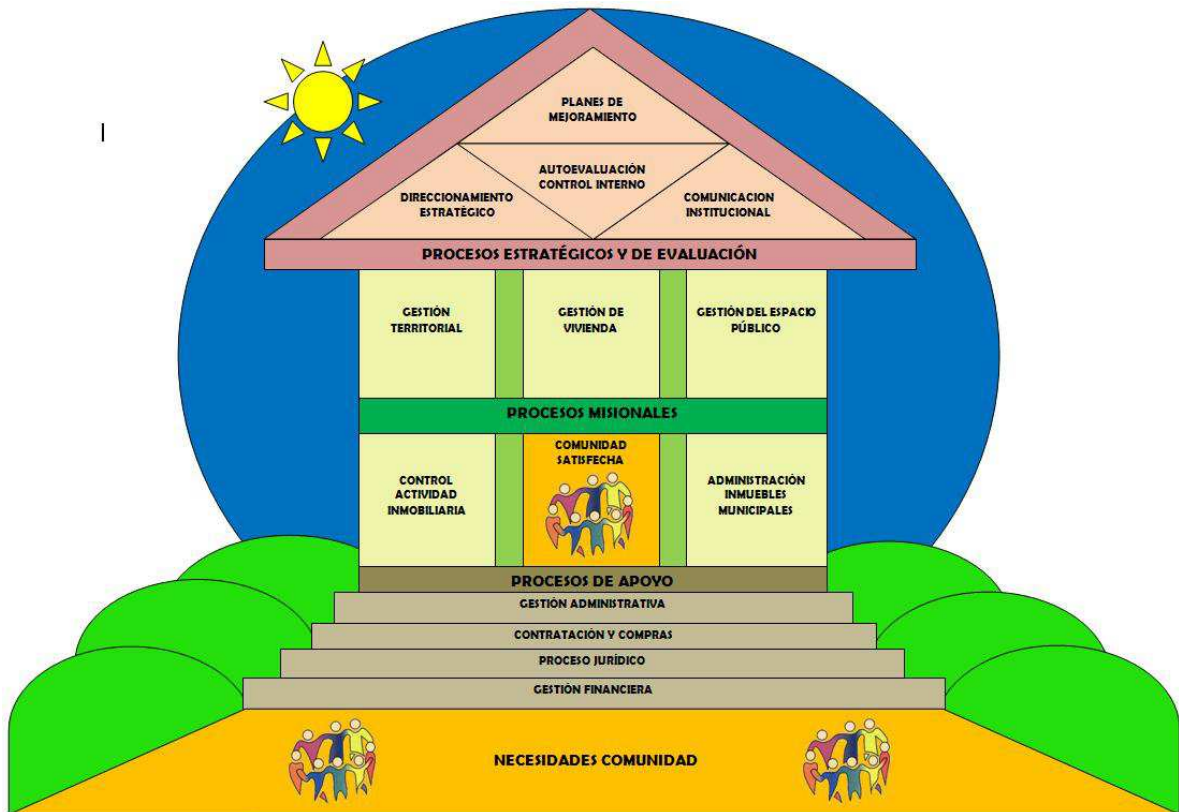 PLANES DE
MEJORAMIENTO
AUTOEVALUACIÓN
CONTROL INTERNO
DIRECCIONAMIENTO
ESTRATÉGICO
COMUNICACION
INSTITUCIONAL
PROCESOS ESTRATÉGICOS Y DE EVALUACIÓN
GESTIÓN
TERRITORIAL
GESTIÓN DE
VIVIENDA
GESTIÓN DEL ESPACIO
PÚBLICO
PROCESOS MISIONALES
CONTROL
ACTIVIDAD
INMOBILIARIA
COMUNIDAD
SATISFECHA
ADMINISTRACIÓN
INMUEBLES
MUNICIPALES
PROCESOS DE APOYO
GESTIÓN ADMINISTRATIVA
CONTRATACIÓN Y COMPRAS
PROCESO JURÍDICO
GESTIÓN FINANCIERA
NECESIDADES COMUNIDAD